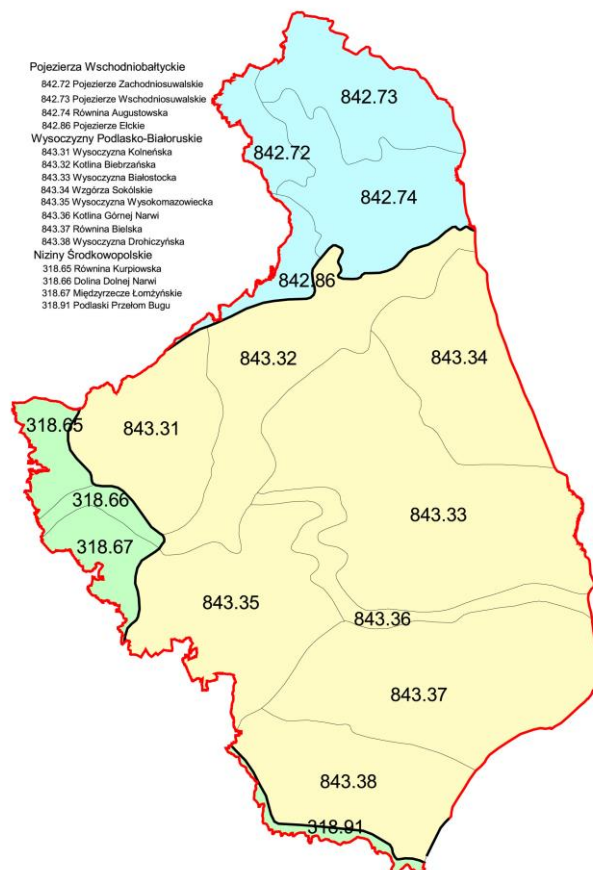 Pojezierza Wschodniobałtyckie
842.72 Pojezierze Zachodniosuwalskie
842.73 Pojezierze Wschodniosuwalskie
842.74 Równina Augustowska
842.86 Pojezierze Ełckie
Wysoczyzny Podlasko-Białoruskie
843.31 Wysoczyzna Kolneńska
843.32 Kotlina Biebrzańska
843.33 Wysoczyzna Białostocka
843.34 Wzgórza Sokólskie
843.35 Wysoczyzna Wysokomazowiecka
843.36 Kotlina Górnej Narwi
843.37 Równina Bielska
843.38 Wysoczyzna Drohiczyńska
Niziny Środkowopolskie
318.65 Równina Kurpiowska
318.66 Dolina Dolnej Narwi
318.67 Międzyrzecze Łomżyńskie
318.91 Podlaski Przełom Bugu
842.73
842.72
842.74
842.86
843.32
843.34
318.65
843.31
318.66
843.33
318.67
843.35
843.36
843.37
843.38
318.91